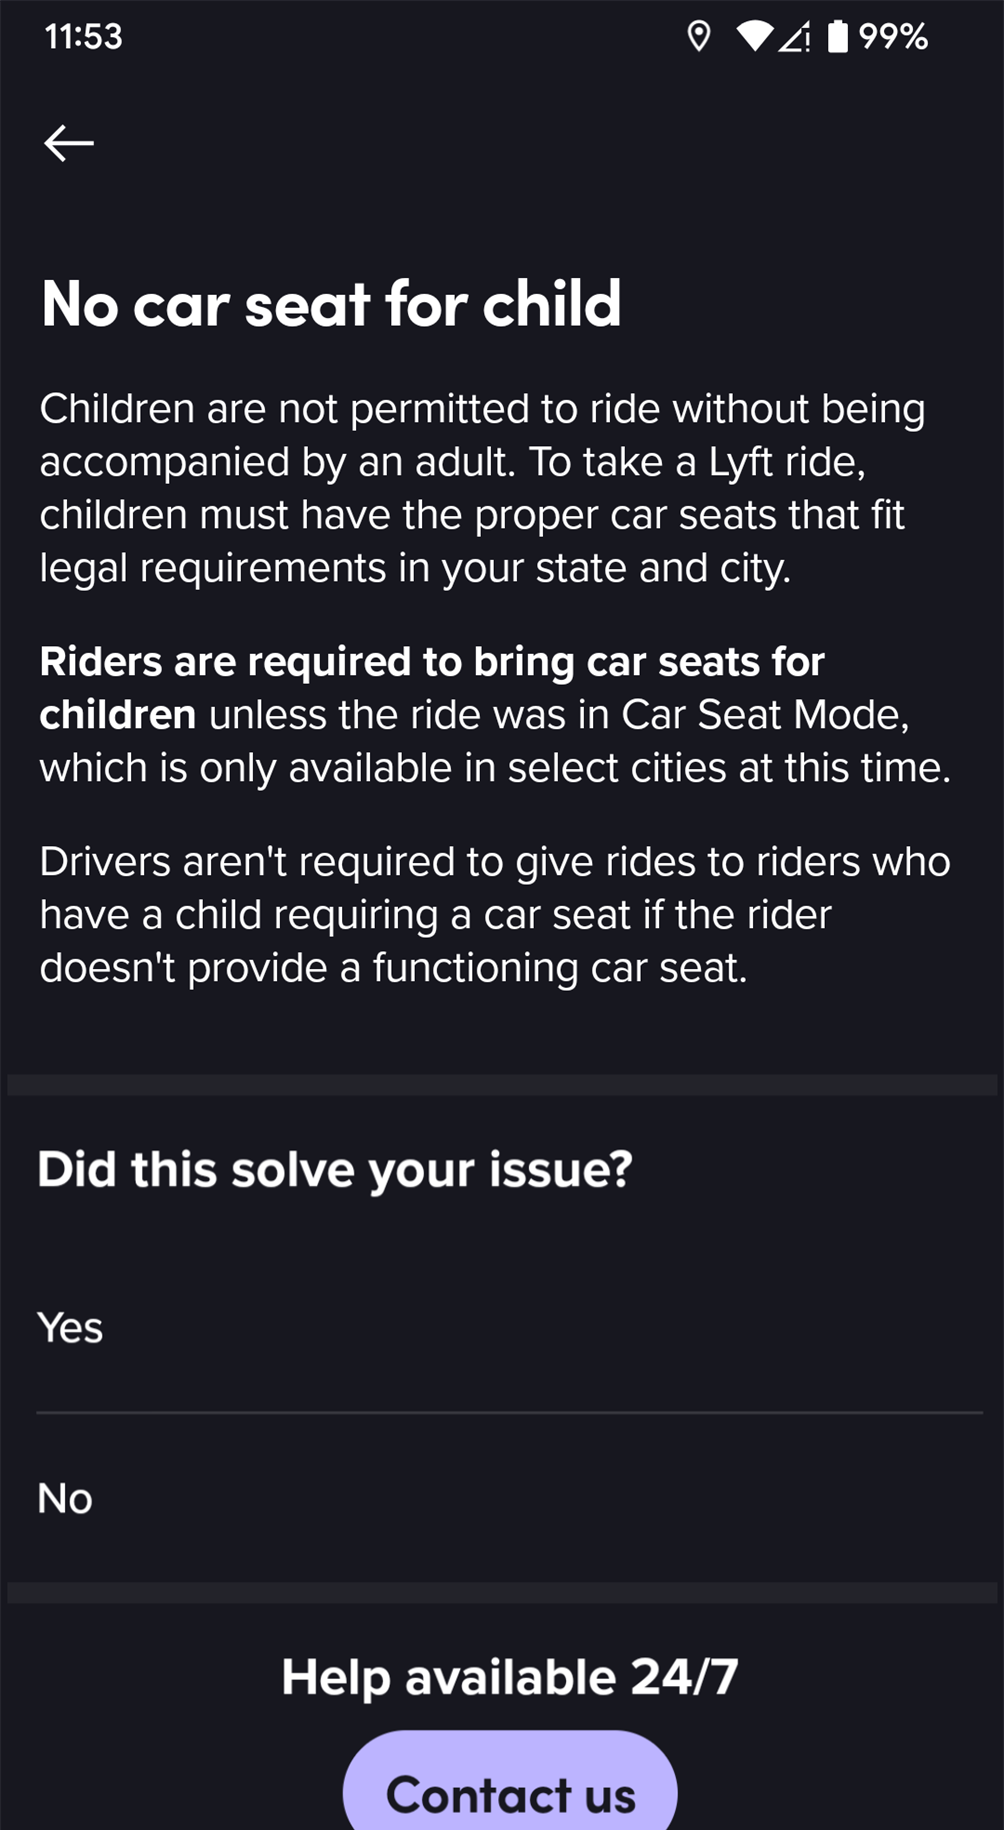 11:53
99%
No car seat for child
Children are not permitted to ride without being
accompanied by an adult. To take a Lyft ride,
children must have the proper car seats that fit
legal requirements in your state and city.
Riders are required to bring car seats for
children unless the ride was in Car Seat Mode,
which is only available in select cities at this time.
Drivers aren't required to give rides to riders who
have a child requiring a car seat if the rider
doesn't provide a functioning car seat.
Did this solve your issue?
Yes
No
Help available 24/7
Contact us